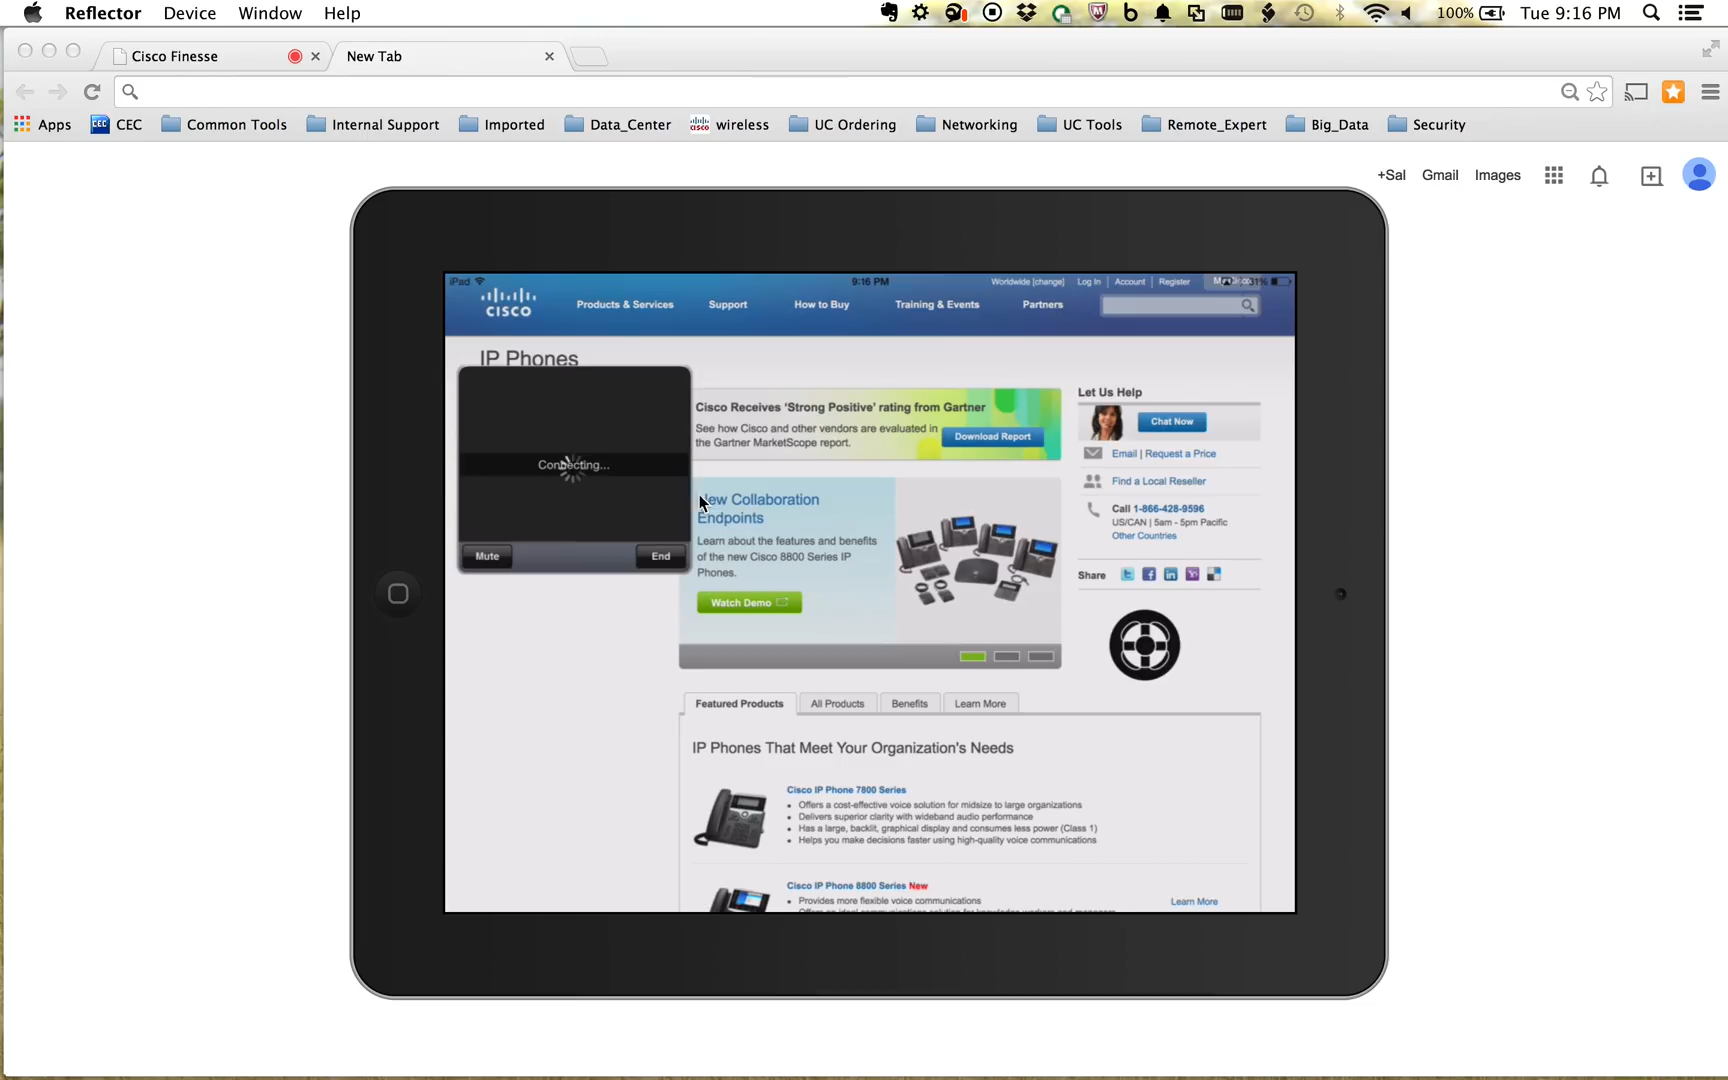 Reflector Device Window Help 100% Tue 9:16 PM
Cisco Finesse New Tab
Apps CEC Common Tools Internal Support Imported Data_Center wireless UC Ordering Networking UC Tools Remote_Expert Big_Data Security
+Sal Gmail Images
iPad 9:16 PM Worldwide [change] Log In Account Register 31%
CISCO Products & Services Support How to Buy Training & Events Partners
IP Phones
Connecting...
Mute End
Cisco Receives ‘Strong Positive’ rating from Gartner
See how Cisco and other vendors are evaluated in
the Gartner MarketScope report.
Download Report
New Collaboration
Endpoints
Learn about the features and benefits
of the new Cisco 8800 Series IP
Phones.
Watch Demo
Let Us Help
Chat Now
Email | Request a Price
Find a Local Reseller
Call 1-866-428-9596
US/CAN | 5am - 5pm Pacific
Other Countries
Share
Featured Products All Products Benefits Learn More
IP Phones That Meet Your Organization's Needs
Cisco IP Phone 7800 Series
• Offers a cost-effective voice solution for midsize to large organizations
• Delivers superior clarity with wideband audio performance
• Has a large, backlit, graphical display and consumes less power (Class 1)
• Helps you make decisions faster using high-quality voice communications
Cisco IP Phone 8800 Series New
• Provides more flexible voice communications
Learn More